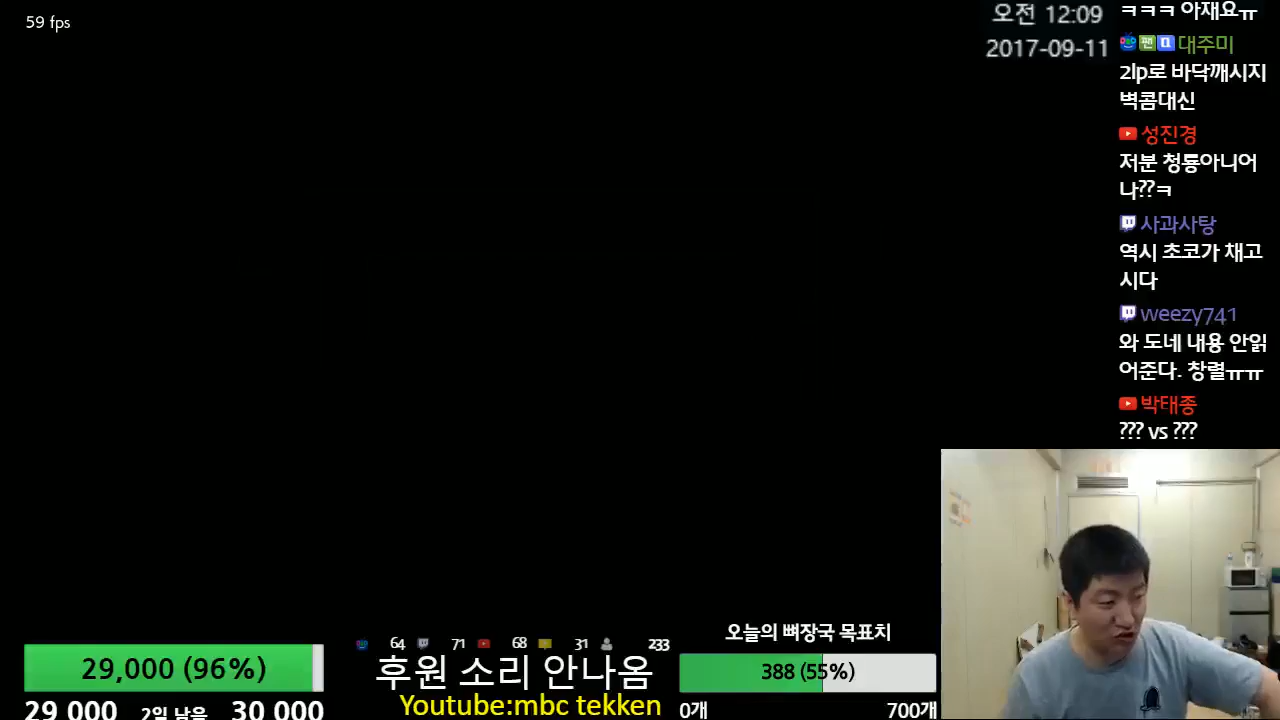 59 fps
오전 12:09
2017-09-11
ㅋㅋㅋ 아재요ㅠ
대주미
2lp로 바닥깨시지
벽콤대신
성진경
저분 청룡아니어
나??ㅋ
사과사탕
역시 초코가 채고
시다
weezy741
와 도네 내용 안읽
어준다. 창렬ㅠㅠ
박태종
??? vs ???
오늘의 뼈장국 목표치
64 71 68 31 233
29,000 (96%)
후원 소리 안나옴
388 (55%)
Youtube:mbc tekken
29 000 2일 남음 30 000
0개 700개